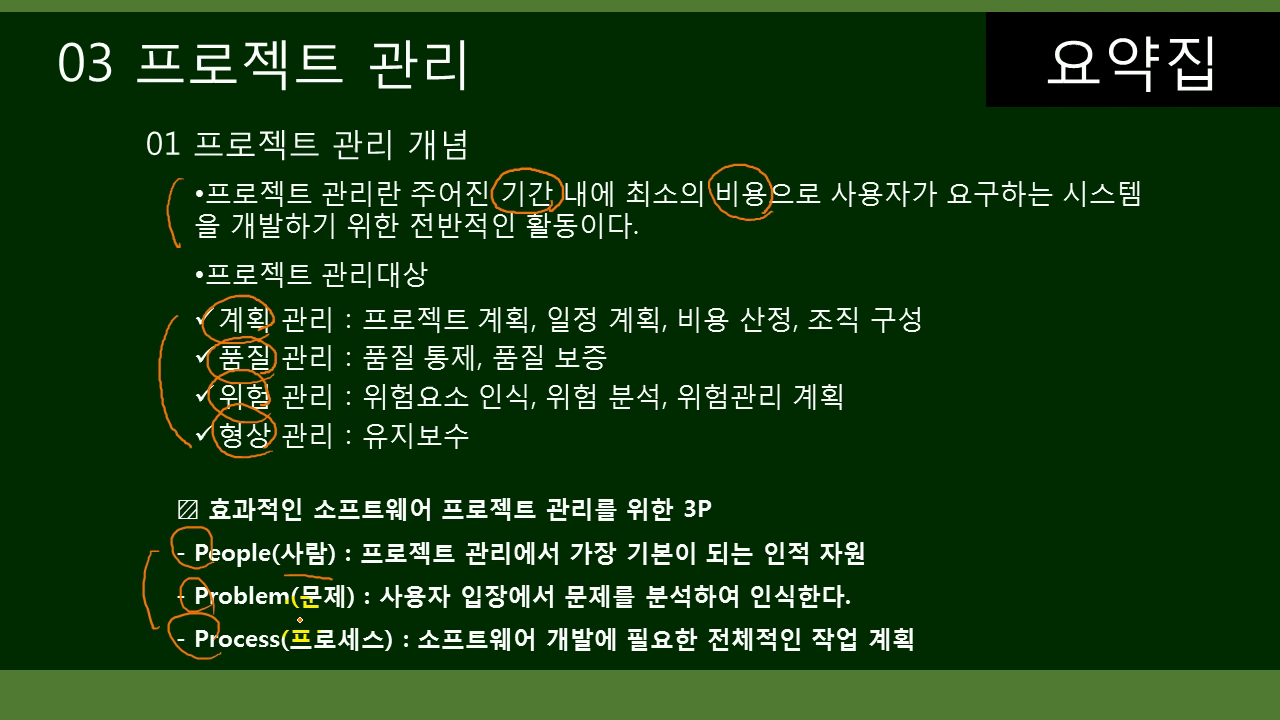 03 프로젝트 관리
요약집
01 프로젝트 관리 개념
•프로젝트 관리란 주어진 기간 내에 최소의 비용으로 사용자가 요구하는 시스템
을 개발하기 위한 전반적인 활동이다.
•프로젝트 관리대상
✓ 계획 관리 : 프로젝트 계획, 일정 계획, 비용 산정, 조직 구성
✓ 품질 관리 : 품질 통제, 품질 보증
✓ 위험 관리 : 위험요소 인식, 위험 분석, 위험관리 계획
✓ 형상 관리 : 유지보수
▨ 효과적인 소프트웨어 프로젝트 관리를 위한 3P
- People(사람) : 프로젝트 관리에서 가장 기본이 되는 인적 자원
- Problem(문제) : 사용자 입장에서 문제를 분석하여 인식한다.
- Process(프로세스) : 소프트웨어 개발에 필요한 전체적인 작업 계획